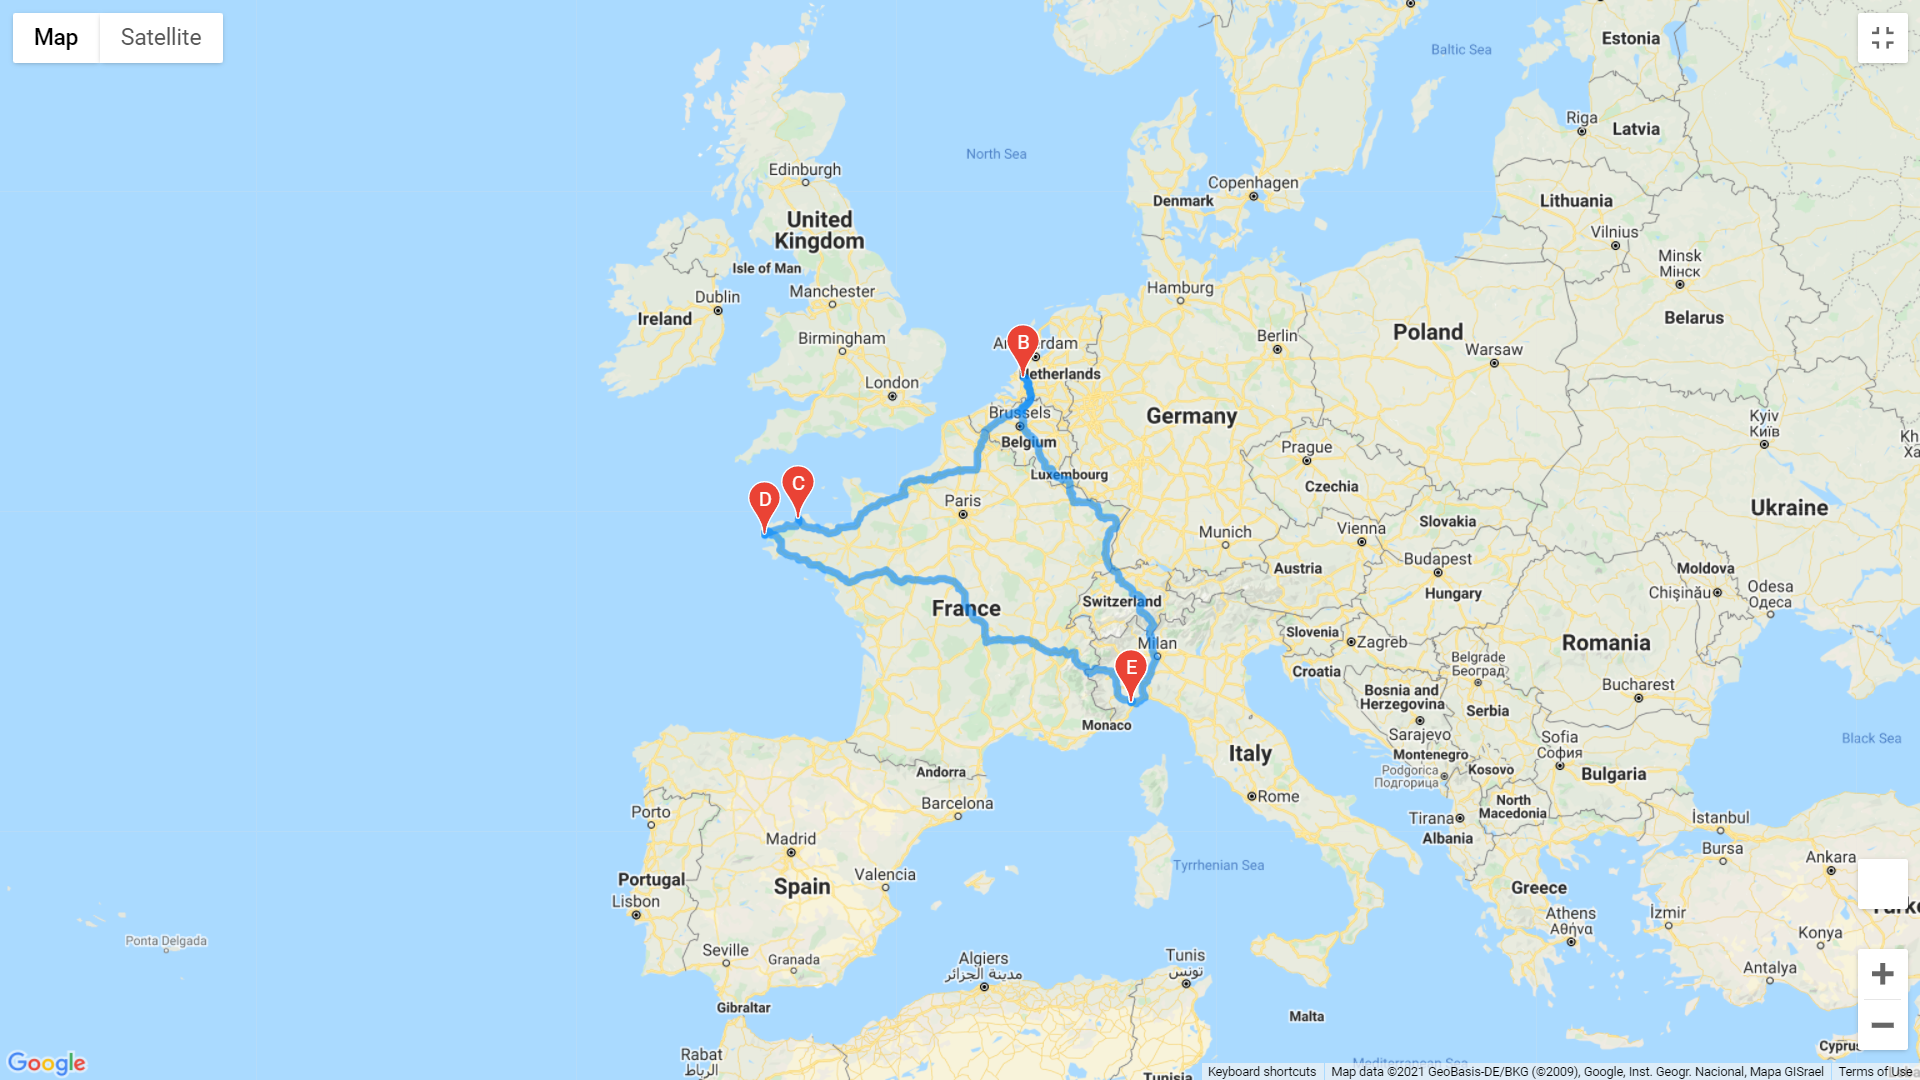 Map
Satellite
Baltic Sea
Estonia
Riga
Latvia
North Sea
Edinburgh
Copenhagen
Denmark
Lithuania
Vilnius
United
Kingdom
Isle of Man
Minsk
Мінск
Dublin
Manchester
Hamburg
Ireland
Belarus
Birmingham
Berlin
Poland
B
Warsaw
Netherlands
London
Brussels
Germany
Kyiv
Київ
Belgium
Prague
Luxembourg
Czechia
C
D
Paris
Ukraine
Slovakia
Vienna
Munich
Budapest
Austria
Moldova
Chișinău
Odesa
Одеса
Hungary
Switzerland
France
Slovenia
Zagreb
Romania
Milan
E
Croatia
Belgrade
Београд
Bucharest
Bosnia and
Herzegovina
Serbia
Monaco
Sarajevo
Sofia
София
Black Sea
Italy
Montenegro
Kosovo
Podgorica
Подгорица
Bulgaria
Andorra
Barcelona
Rome
North
Macedonia
Porto
Tirana
İstanbul
Madrid
Albania
Bursa
Ankara
Tyrrhenian Sea
Portugal
Spain
Valencia
Greece
Lisbon
Athens
Αθήνα
İzmir
Konya
Ponta Delgada
Seville
Granada
Algiers
الجزائر مدينة
Tunis
تونس
Antalya
Gibraltar
Malta
Cyprus
Rabat
الرباط
Mediterranean Sea
Tunisia
Google
Keyboard shortcuts
Map data ©2021 GeoBasis-DE/BKG (©2009), Google, Inst. Geogr. Nacional, Mapa GISrael
Terms of Use